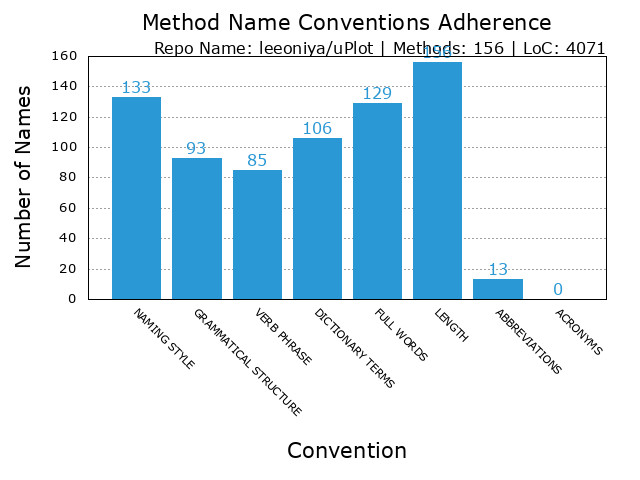 Method Name Conventions Adherence
Repo Name: leeoniya/uPlot | Methods: 156 | LoC: 4071
Number of Names
160
140
120
100
80
60
40
20
0
133
93
85
106
129
156
13
0
NAMING STYLE
GRAMMATICAL STRUCTURE
VERB PHRASE
DICTIONARY TERMS
FULL WORDS
LENGTH
ABBREVIATIONS
ACRONYMS
Convention